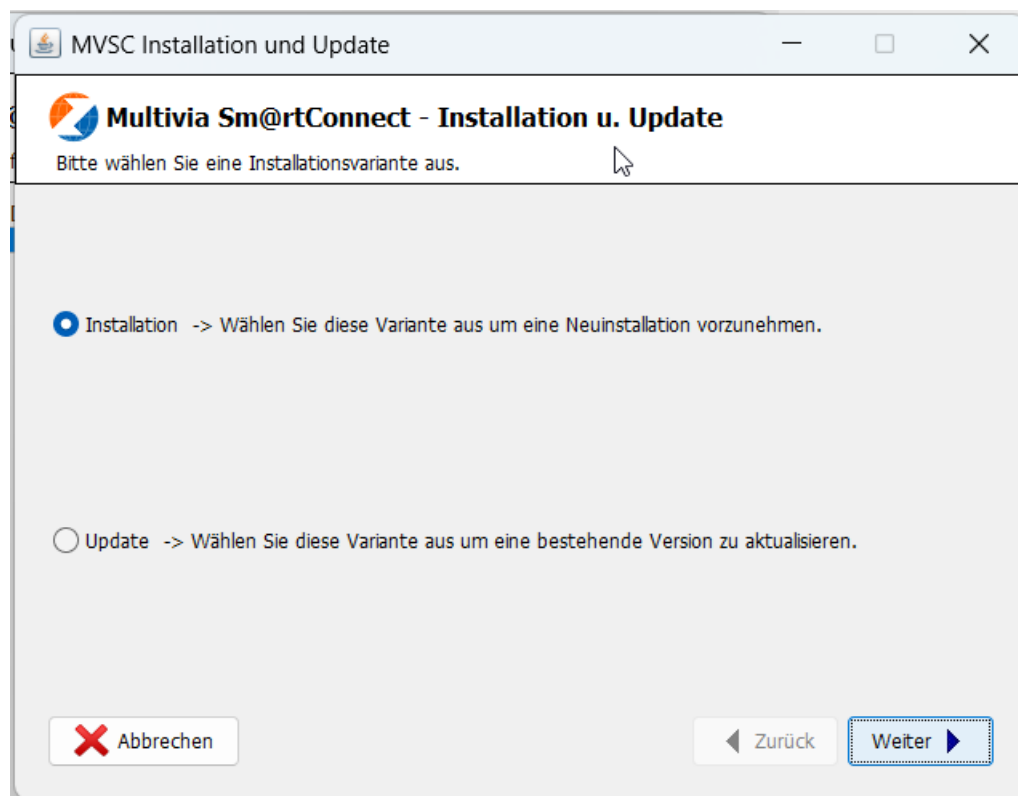 MVSC Installation und Update
Multivia Sm@rtConnect - Installation u. Update
Bitte wählen Sie eine Installationsvariante aus.
Installation -> Wählen Sie diese Variante aus um eine Neuinstallation vorzunehmen.
Update -> Wählen Sie diese Variante aus um eine bestehende Version zu aktualisieren.
Abbrechen
Zurück
Weiter